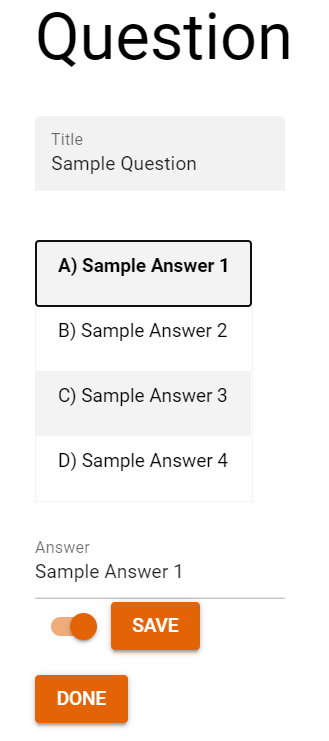 Question
Title
Sample Question
A) Sample Answer 1
B) Sample Answer 2
C) Sample Answer 3
D) Sample Answer 4
Answer
Sample Answer 1
SAVE
DONE